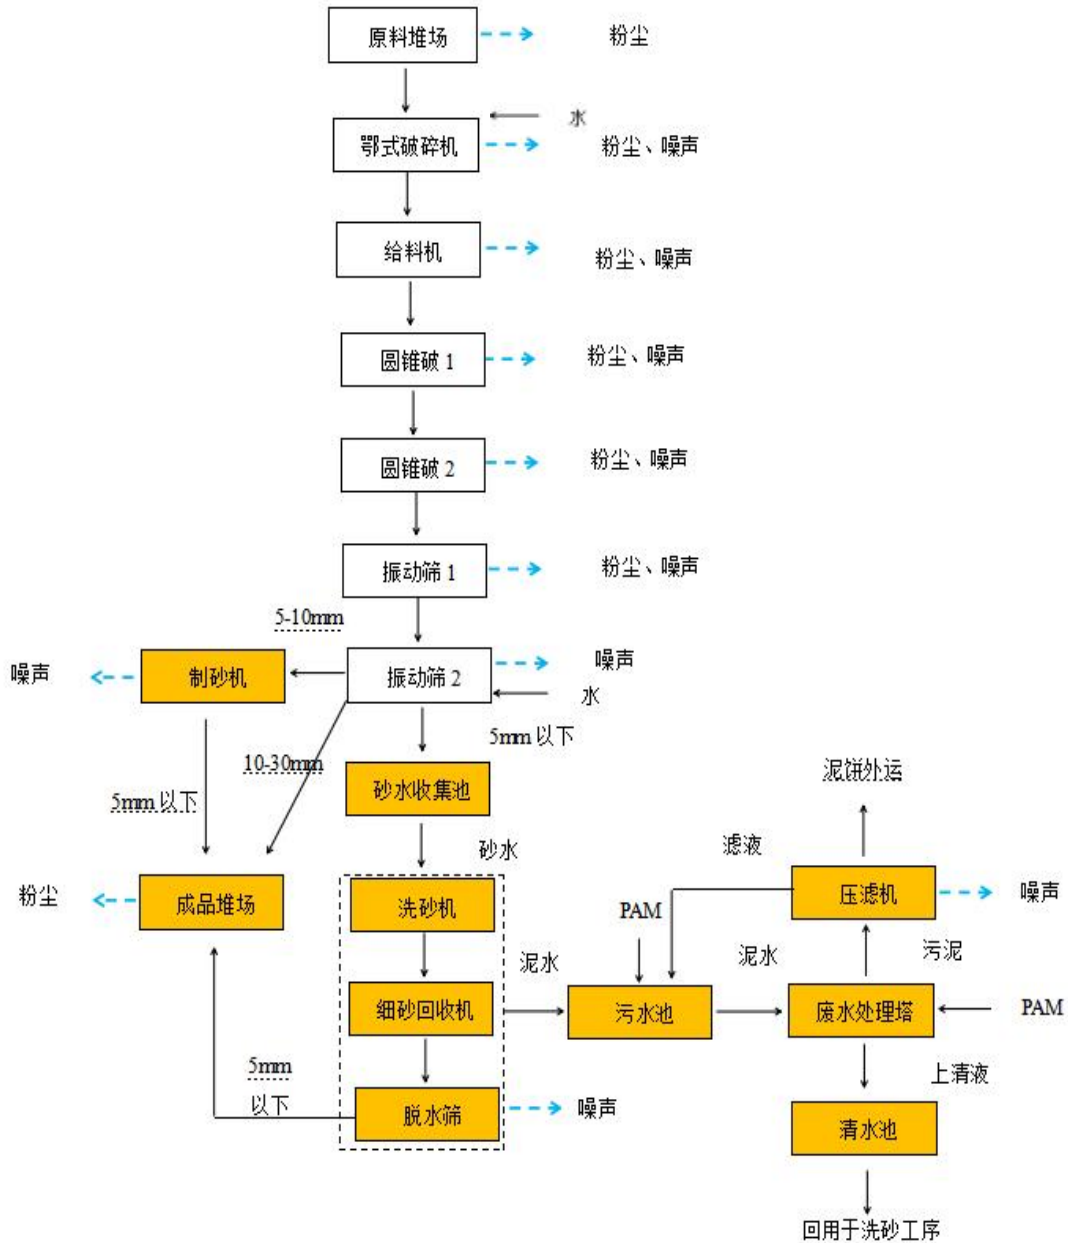 原料堆场
粉尘
水
鄂式破碎机
粉尘、噪声
给料机
粉尘、噪声
圆锥破 1
粉尘、噪声
圆锥破 2
粉尘、噪声
振动筛 1
粉尘、噪声
5-10mm
噪声
制砂机
振动筛 2
噪声
水
5mm 以下
10-30mm
5mm 以下
砂水收集池
泥饼外运
砂水
滤液
粉尘
成品堆场
洗砂机
PAM
压滤机
噪声
泥水
泥水
污泥
细砂回收机
污水池
废水处理塔
PAM
5mm
以下
上清液
脱水筛
噪声
清水池
回用于洗砂工序